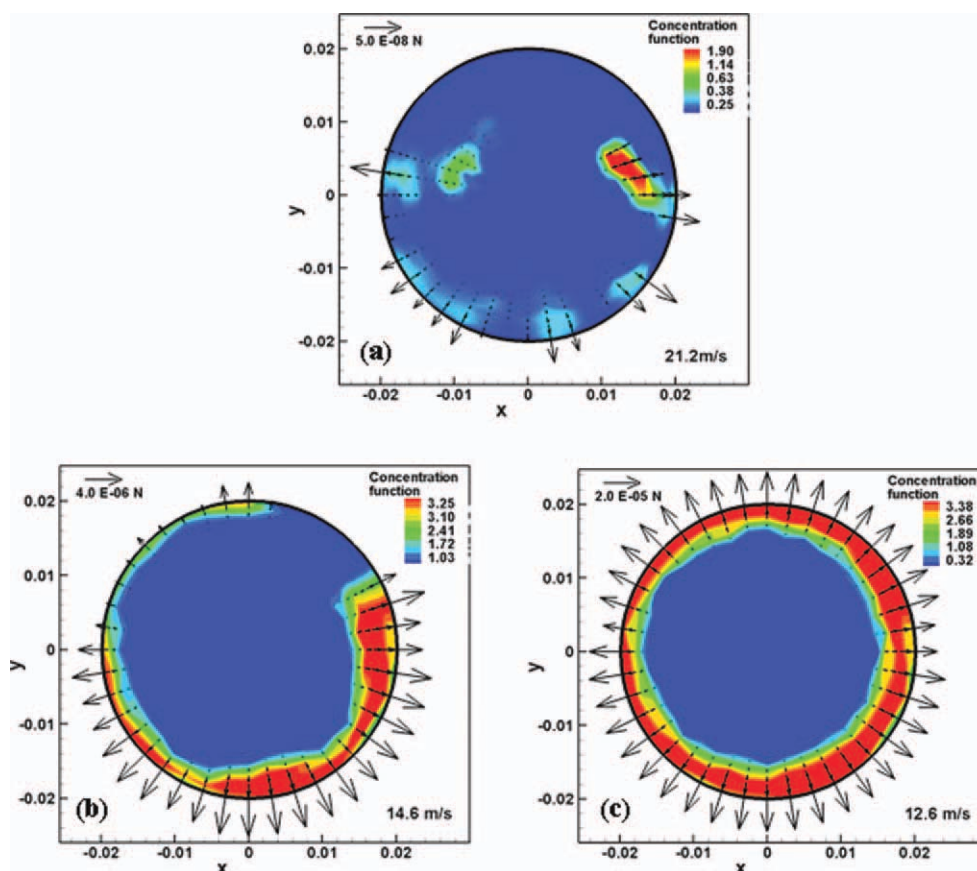 Concentration
function
5.0 E-08 N
1.90
1.14
0.63
0.38
0.25
0.02
0.01
0
-0.01
-0.02
y
(a)
21.2m/s
-0.02 -0.01 0 0.01 0.02
x
4.0 E-06 N
Concentration
function
3.25
3.10
2.41
1.72
1.03
0.02
0.01
0
-0.01
-0.02
y
(b)
14.6 m/s
-0.02 -0.01 0 0.01 0.02
x
2.0 E-05 N
Concentration
function
3.38
2.66
1.89
1.08
0.32
0.02
0.01
0
-0.01
-0.02
y
(c)
12.6 m/s
-0.02 -0.01 0 0.01 0.02
x